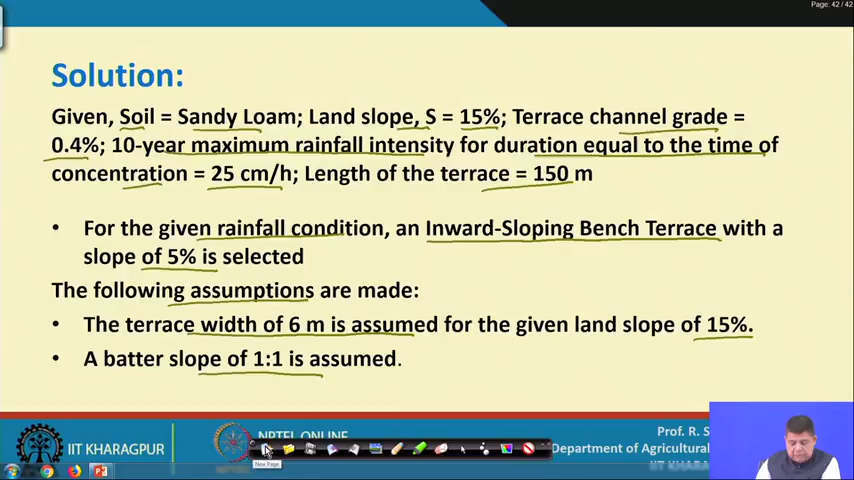 Page: 42 / 42
Solution:
Given, Soil = Sandy Loam; Land slope, S = 15%; Terrace channel grade =
0.4%; 10-year maximum rainfall intensity for duration equal to the time of
concentration = 25 cm/h; Length of the terrace = 150 m
• For the given rainfall condition, an Inward-Sloping Bench Terrace with a
slope of 5% is selected
The following assumptions are made:
• The terrace width of 6 m is assumed for the given land slope of 15%.
• A batter slope of 1:1 is assumed.
IIT KHARAGPUR
NPTEL ONLINE
New Page
Prof. R. S
Department of Agricultural
IIT KHARA